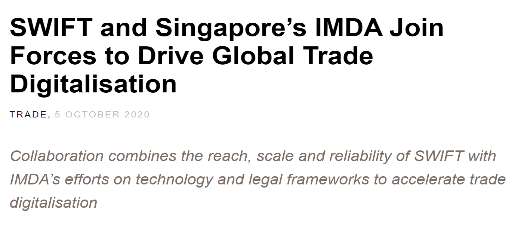 SWIFT and Singapore's IMDA Join
Forces to Drive Global Trade
Digitalisation
TRADE, 5 OCTOBER 2020
Collaboration combines the reach, scale and reliability of SWIFT with
IMDA's efforts on technology and legal frameworks to accelerate trade
digitalisation